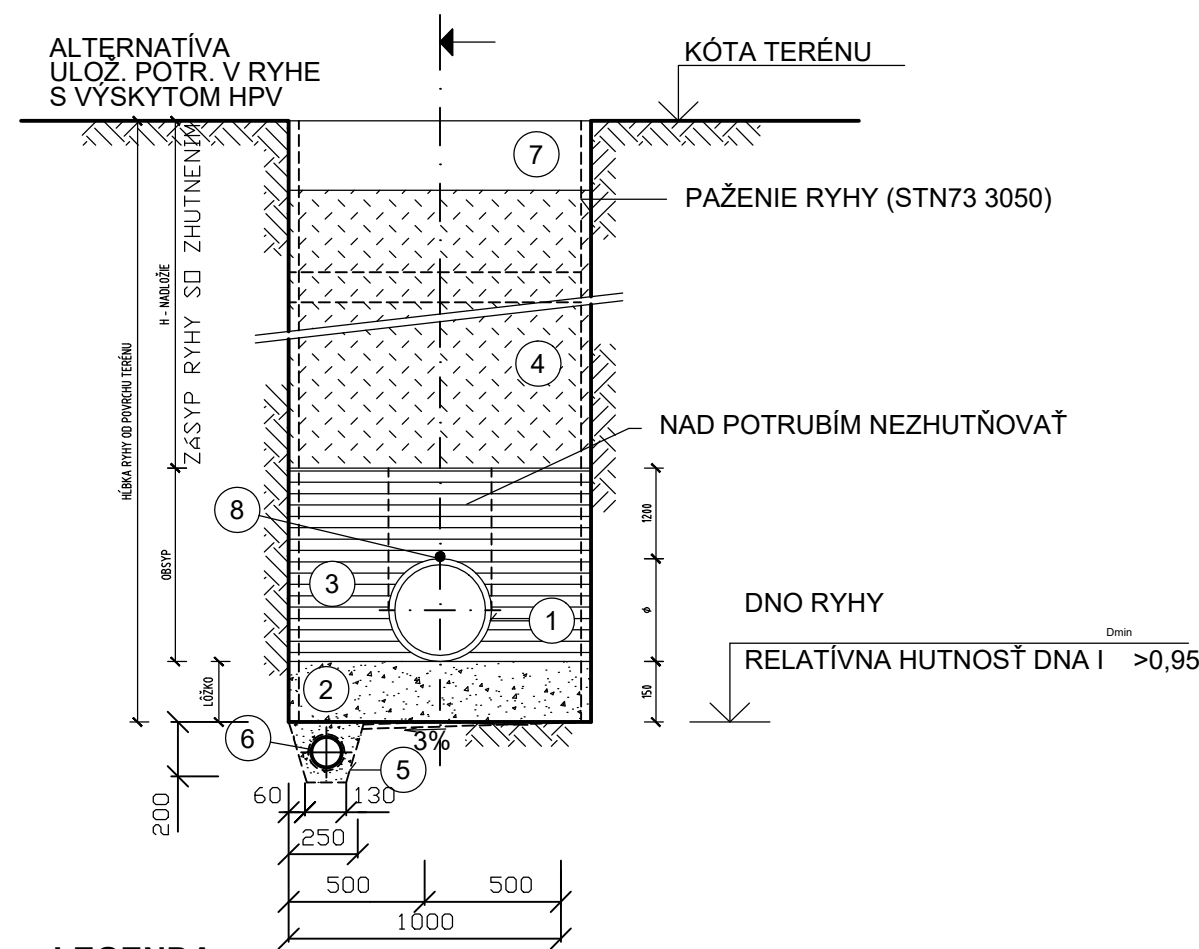 ALTERNATÍVA
ULOŽ. POTR. V RYHE
S VÝSKYTOM HPV
KÓTA TERÉNU
7
PAŽENIE RYHY (STN73 3050)
HĹBKA RYHY OD POVRCHU TERÉNU
H - NADLOŽIE
ZÁSYP RYHY SO ZHUTNENÍM
4
NAD POTRUBÍM NEZHUTŇOVAŤ
8
1200
OBSYP
3
1
ø
DNO RYHY
Dmin
RELATÍVNA HUTNOSŤ DNA I >0,95
LÔŽKO
2
150
6
3%
5
200
60
130
250
500
500
1000